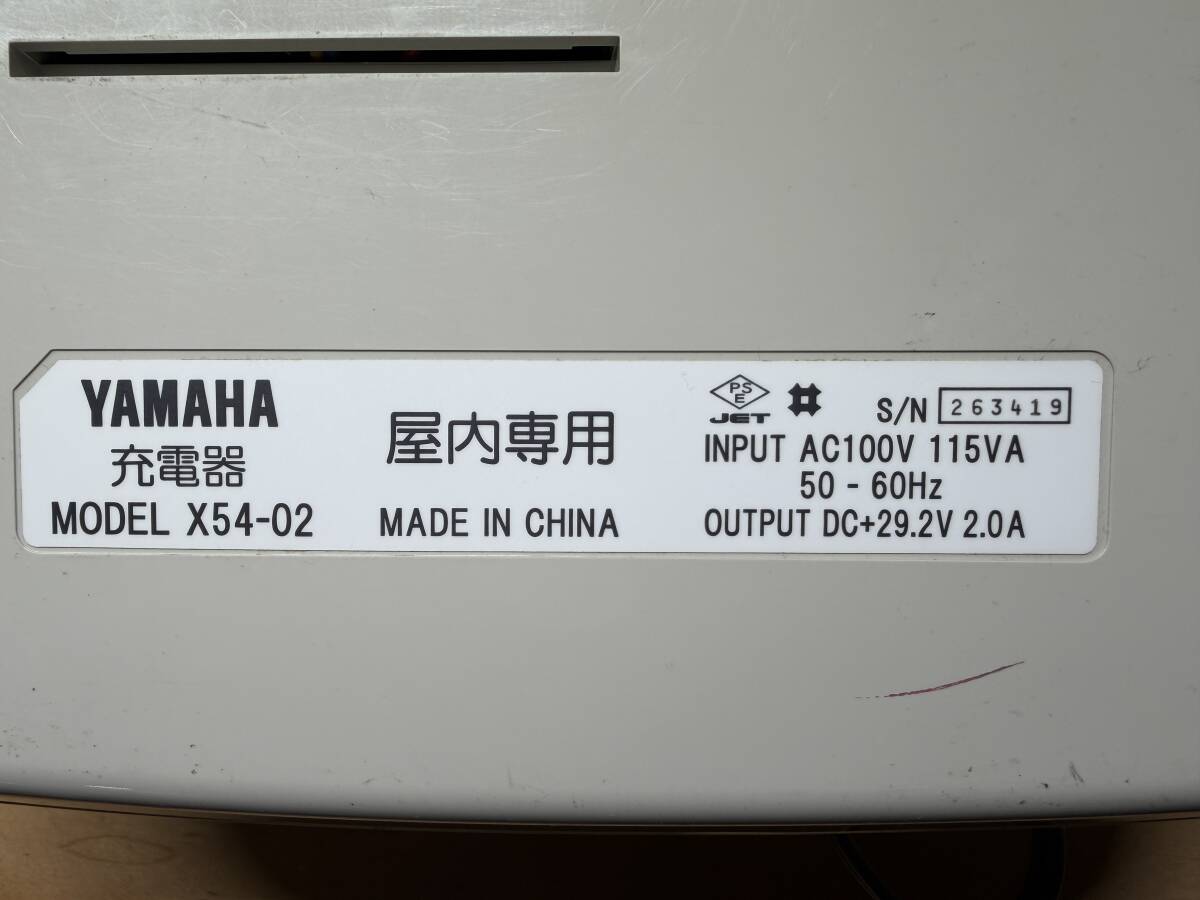 YAMAHA
充電器
MODEL X54-02
屋内専用
MADE IN CHINA
PS
E
JET
S/N 263419
INPUT AC100V 115VA
50 - 60Hz
OUTPUT DC+29.2V 2.0A